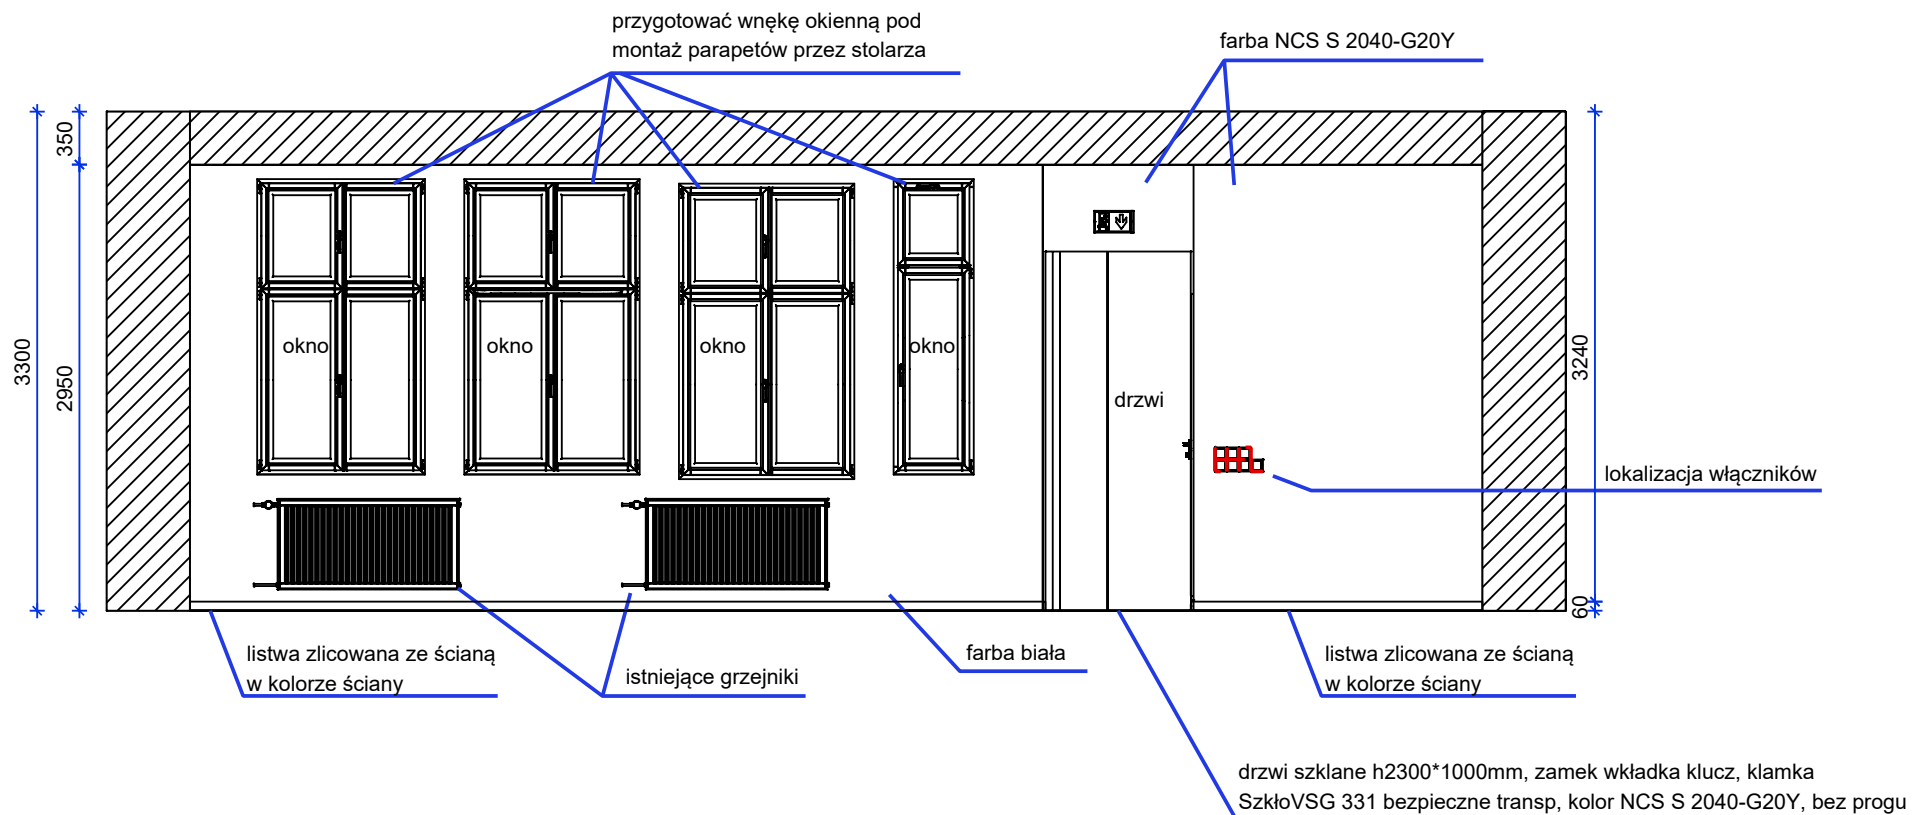 przygotować wnękę okienną pod
montaż parapetów przez stolarza
farba NCS S 2040-G20Y
350
3300
2950
3240
60
okno
okno
okno
okno
drzwi
lokalizacja włączników
listwa zlicowana ze ścianą
w kolorze ściany
istniejące grzejniki
farba biała
listwa zlicowana ze ścianą
w kolorze ściany
drzwi szklane h2300*1000mm, zamek wkładka klucz, klamka
SzkłoVSG 331 bezpieczne transp, kolor NCS S 2040-G20Y, bez progu